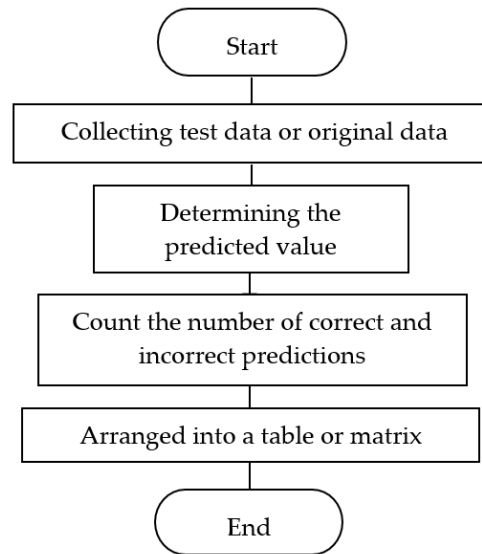 Start
Collecting test data or original data
Determining the
predicted value
Count the number of correct and
incorrect predictions
Arranged into a table or matrix
End